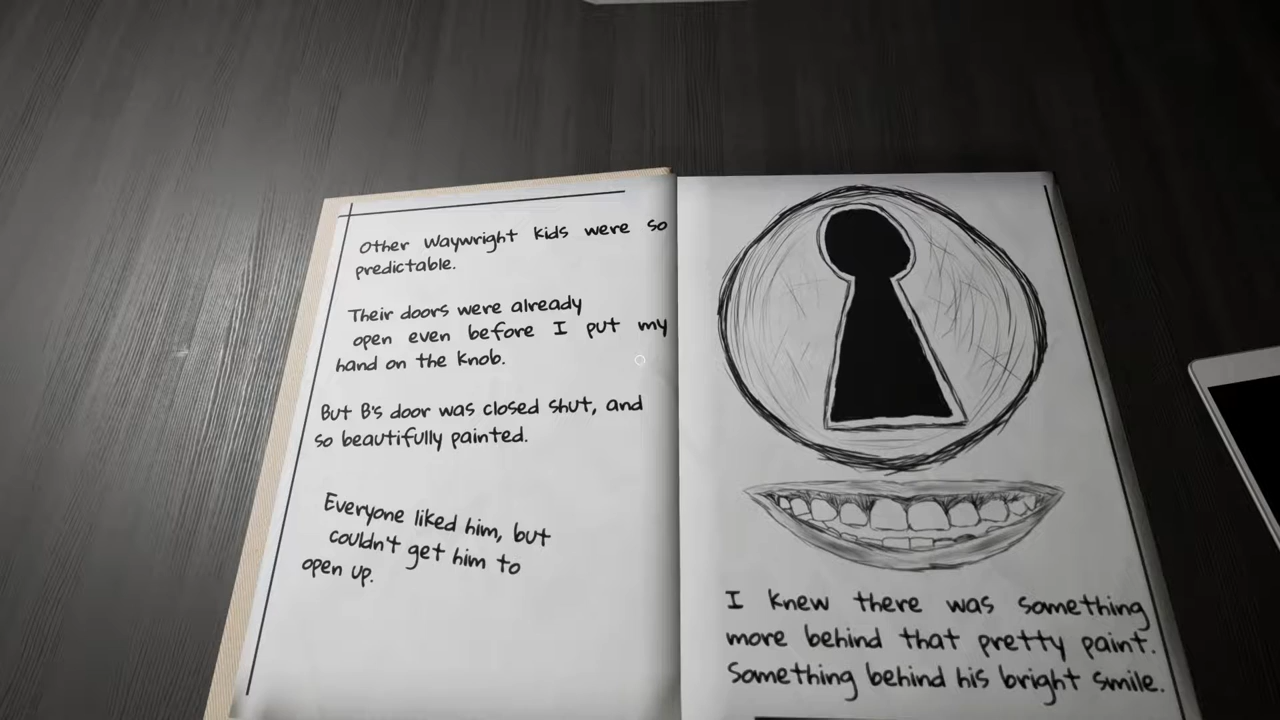 Other Waywright kids were so
predictable.
Their doors were already
open even before I put my
hand on the knob.
But B's door was closed shut, and
so beautifully painted.
Everyone liked him, but
couldn't get him to
open up.
I knew there was something
more behind that pretty paint.
Something behind his bright smile.